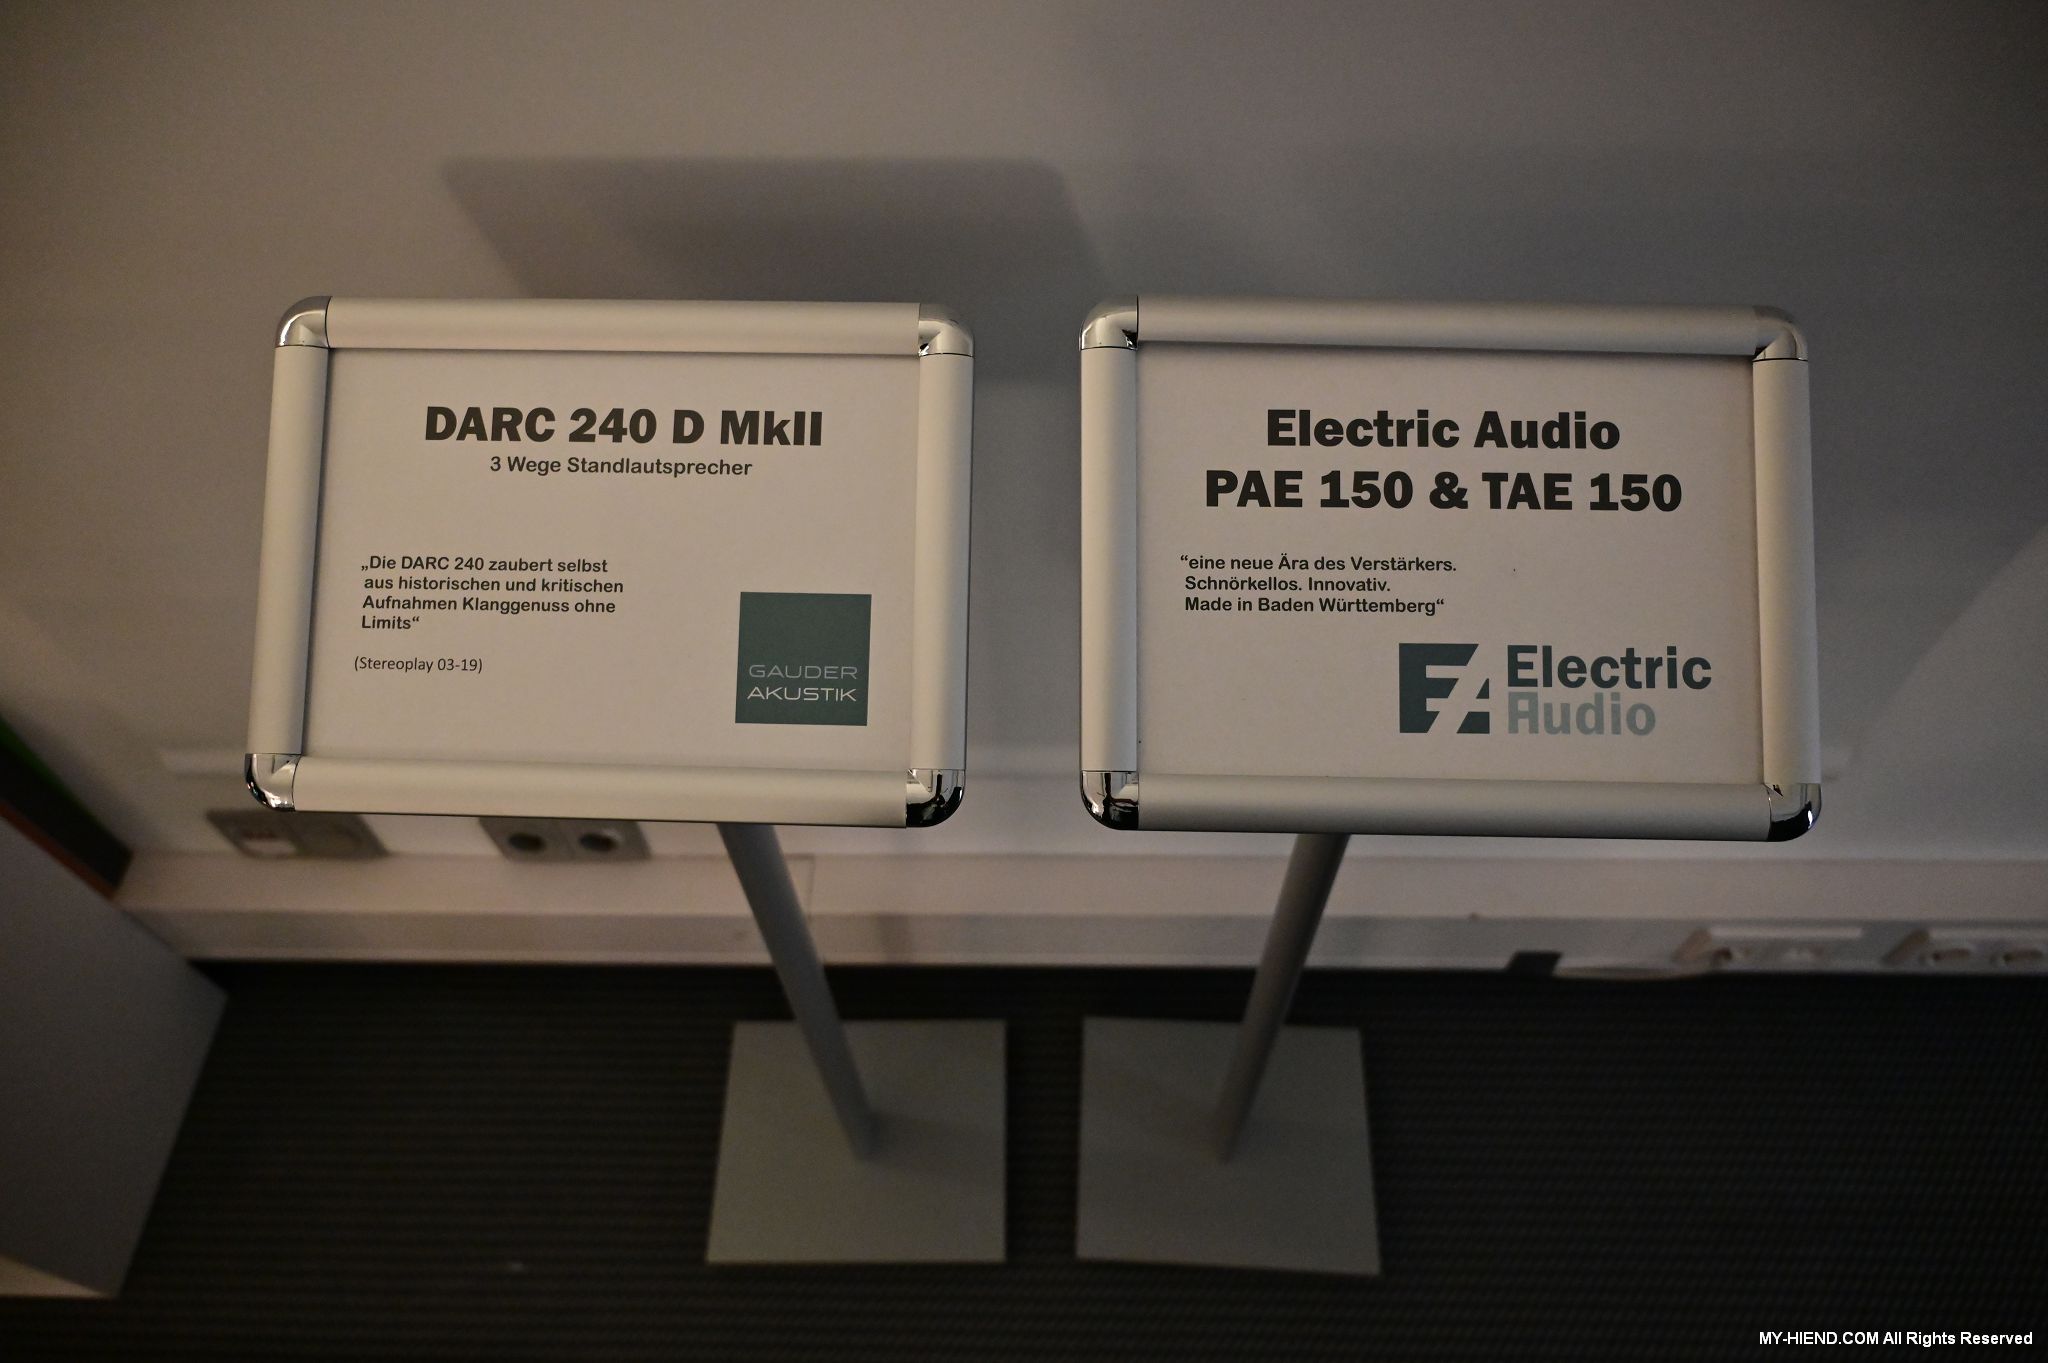 DARC 240 D MkII
3 Wege Standlautsprecher
„Die DARC 240 zaubert selbst
aus historischen und kritischen
Aufnahmen Klanggenuss ohne
Limits“
(Stereoplay 03-19)
GAUDER
AKUSTIK
Electric Audio
PAE 150 & TAE 150
“eine neue Ära des Verstärkers.
Schnörkellos. Innovativ.
Made in Baden Württemberg“
EA Electric
Audio
MY-HIEND.COM All Rights Reserved